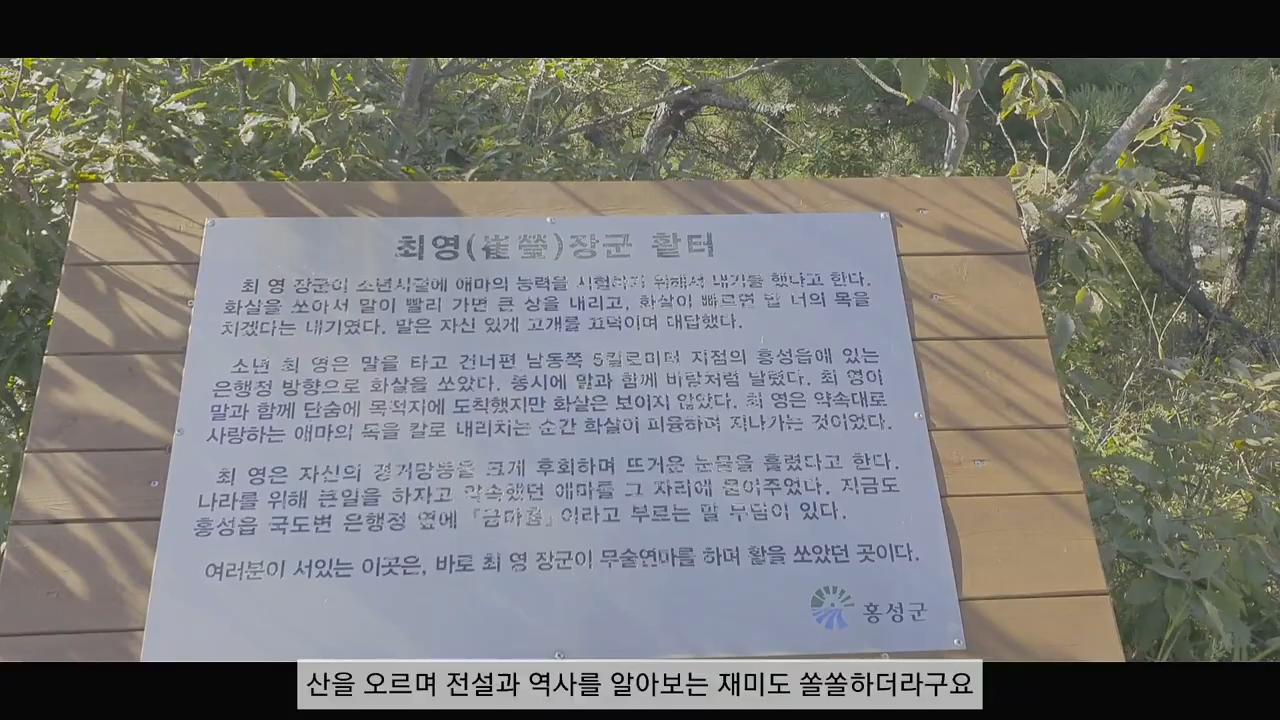 최영(崔瑩)장군 활터
최 영 장군이 소년시절에 애마의 능력을 시험하기 위해서 내기를 했다고 한다.
화살을 쏘아서 말이 빨리 가면 큰 상을 내리고, 화살이 빠르면 말 너의 목을
치겠다는 내기였다. 말은 자신 있게 고개를 끄덕이며 대답했다.
소년 최 영은 말을 타고 건너편 남동쪽 5킬로미터 지점의 홍성읍에 있는
은행정 방향으로 화살을 쏘았다. 동시에 말과 함께 바람처럼 날렸다. 최 영이
말과 함께 단숨에 목적지에 도착했지만 화살은 보이지 않았다. 최 영은 약속대로
사랑하는 애마의 목을 칼로 내리치는 순간 화살이 피융하며 지나가는 것이었다.
최 영은 자신의 경거망동을 크게 후회하며 뜨거운 눈물을 흘렸다고 한다.
나라를 위해 큰일을 하자고 약속했던 애마를 그 자리에 묻어주었다. 지금도
홍성읍 국도변 은행정 옆에 『금마총』이라고 부르는 말 무덤이 있다.
여러분이 서있는 이곳은, 바로 최 영 장군이 무술연마를 하며 활을 쏘았던 곳이다.
홍성군
산을 오르며 전설과 역사를 알아보는 재미도 쏠쏠하더라구요